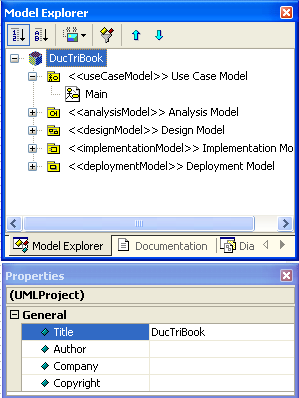 Model Explorer
DucTriBook
<<useCaseModel>> Use Case Model
Main
<<analysisModel>> Analysis Model
<<designModel>> Design Model
<<implementationModel>> Implementation Mo
<<deploymentModel>> Deployment Model
Model Explorer Documentation Dia
Properties
(UMLProject)
General
Title DucTriBook
Author
Company
Copyright